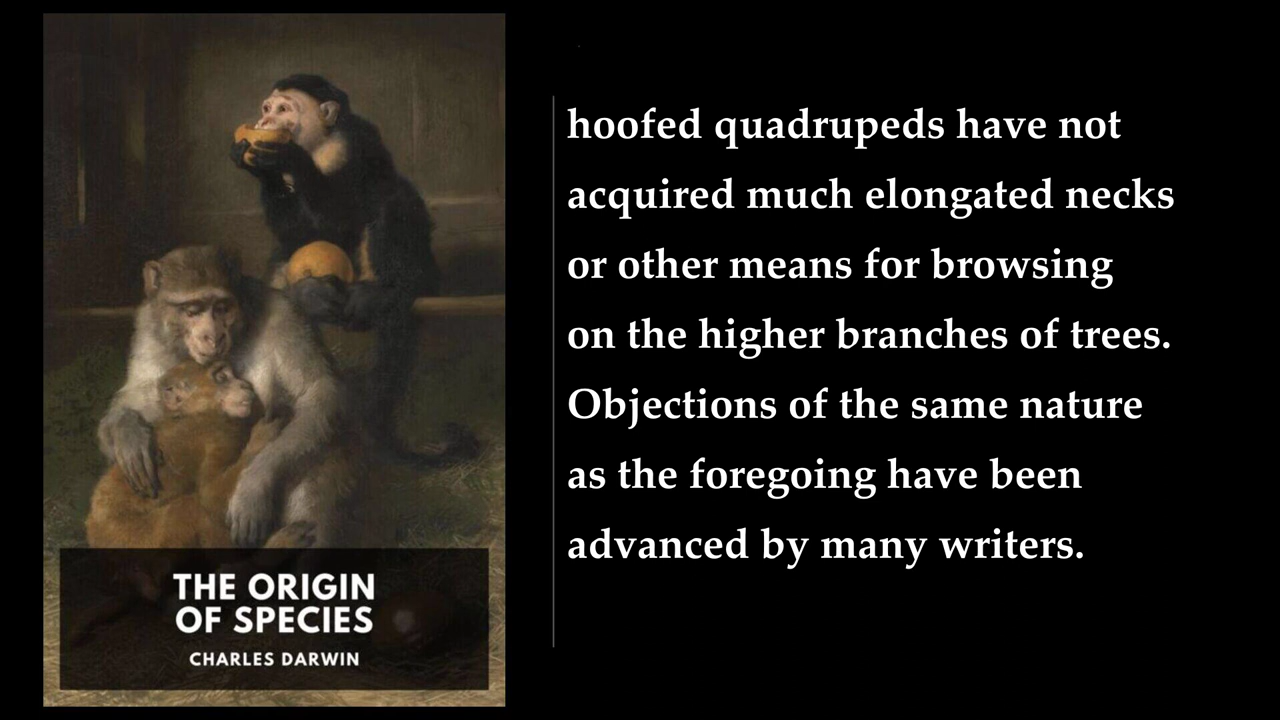 THE ORIGIN
OF SPECIES
CHARLES DARWIN
hoofed quadrupeds have not
acquired much elongated necks
or other means for browsing
on the higher branches of trees.
Objections of the same nature
as the foregoing have been
advanced by many writers.